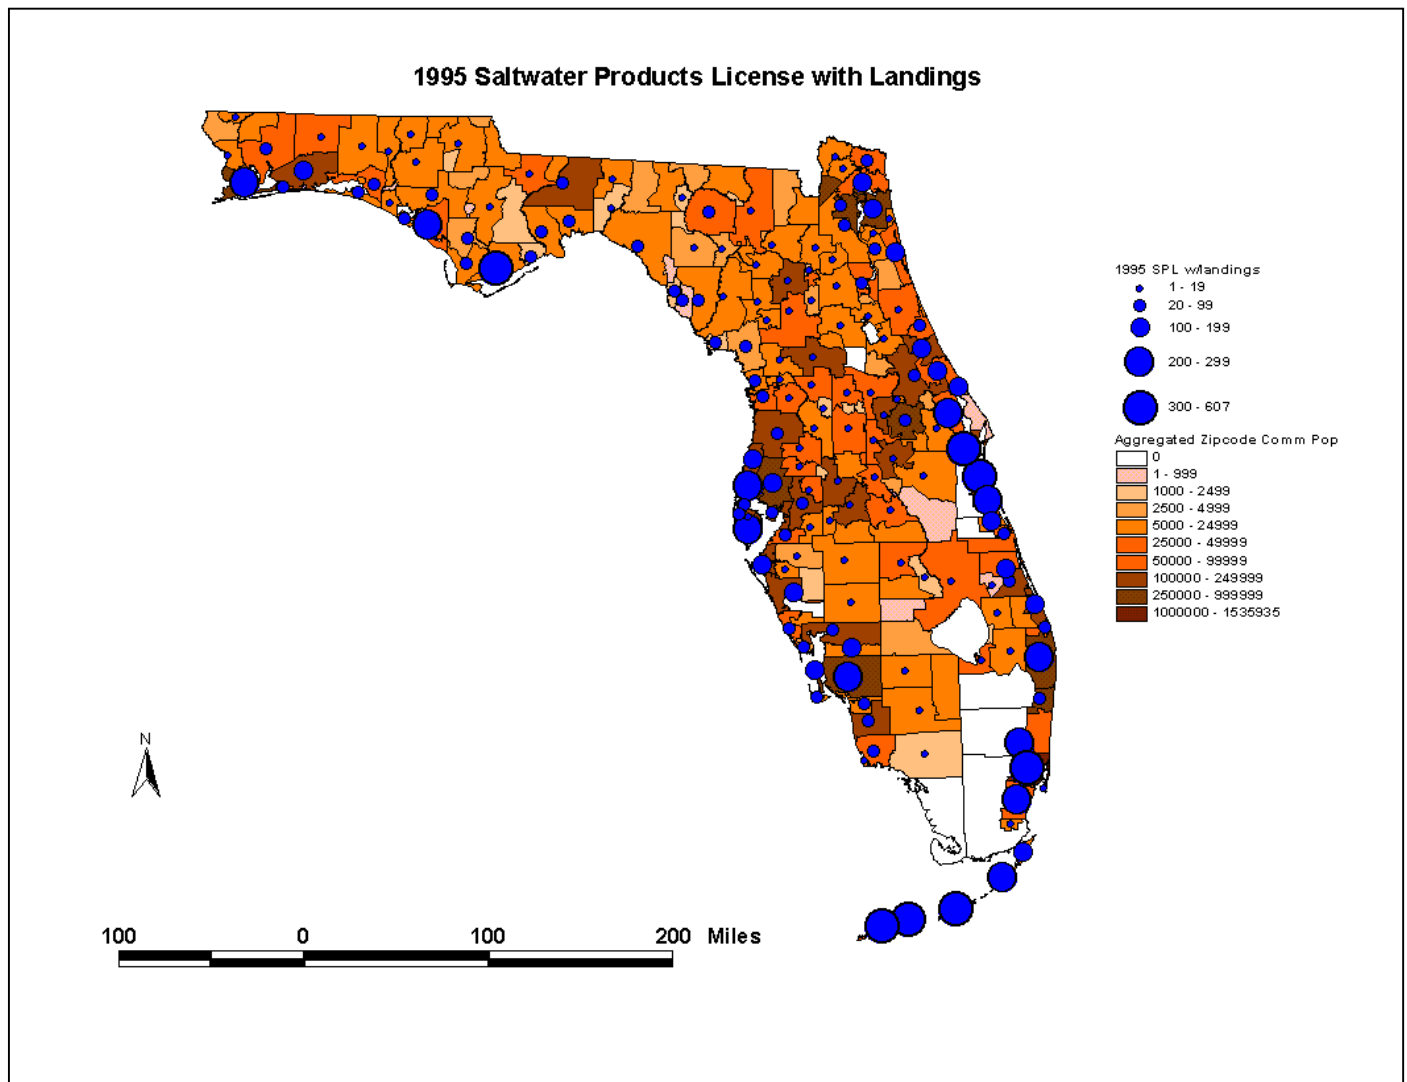 1995 Saltwater Products License with Landings
1995 SPL w/landings
1 - 19
20 - 99
100 - 199
200 - 299
300 - 607
Aggregated Zipcode Comm Pop
0
1 - 999
1000 - 2499
2500 - 4999
5000 - 24999
25000 - 49999
50000 - 99999
100000 - 249999
250000 - 999999
1000000 - 1535935
N
100 0 100 200 Miles